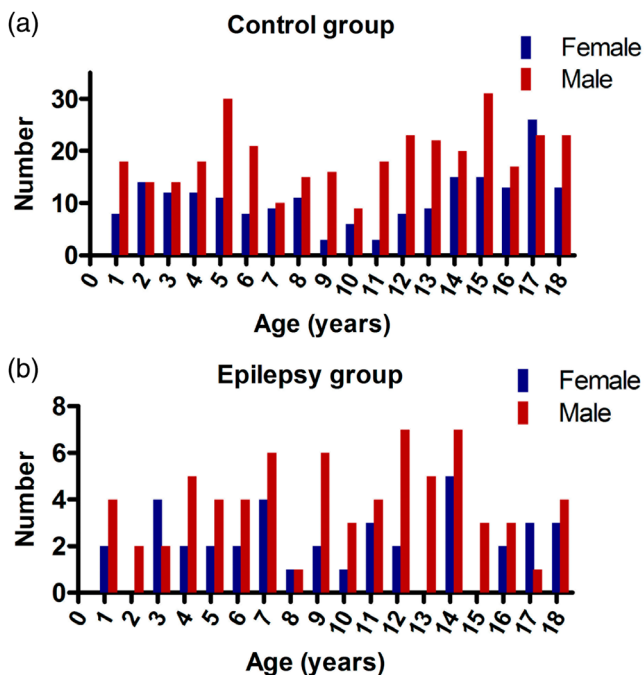 (a)
Control group
Female
Male
Number
30
20
10
0
0 1 2 3 4 5 6 7 8 9 10 11 12 13 14 15 16 17 18
Age (years)
(b)
Epilepsy group
Female
Male
Number
8
6
4
2
0
0 1 2 3 4 5 6 7 8 9 10 11 12 13 14 15 16 17 18
Age (years)